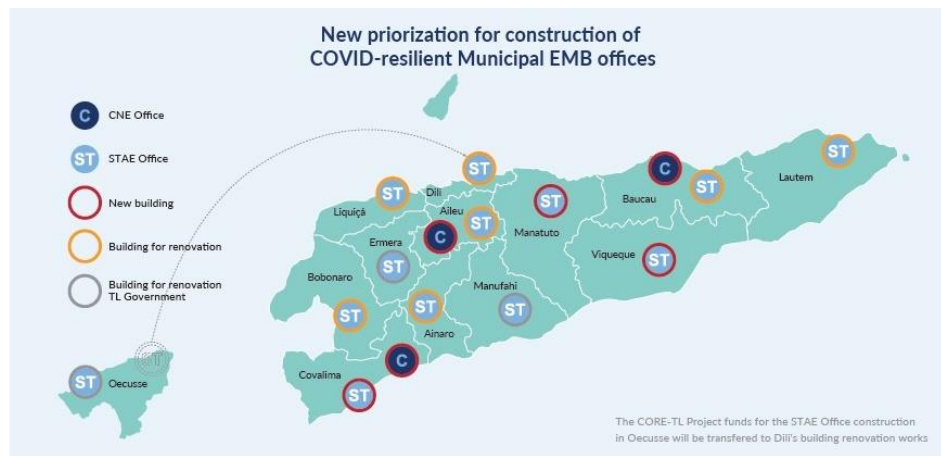 New priorization for construction of
COVID-resilient Municipal EMB offices
C CNE Office
ST STAE Office
New building
Building for renovation
Building for renovation
TL Government
ST
ST
C
ST
Lautem
ST
Dili
ST
Baucau
ST
Liquiçá
Aileu
ST
Manatuto
C
Ermera
ST
Viqueque
ST
Bobonaro
Manufahi
ST
ST
ST
Ainaro
ST
C
Covalima
ST
ST Oecusse
The CORE-TL Project funds for the STAE Office construction
in Oecusse will be transfered to Dili's building renovation works